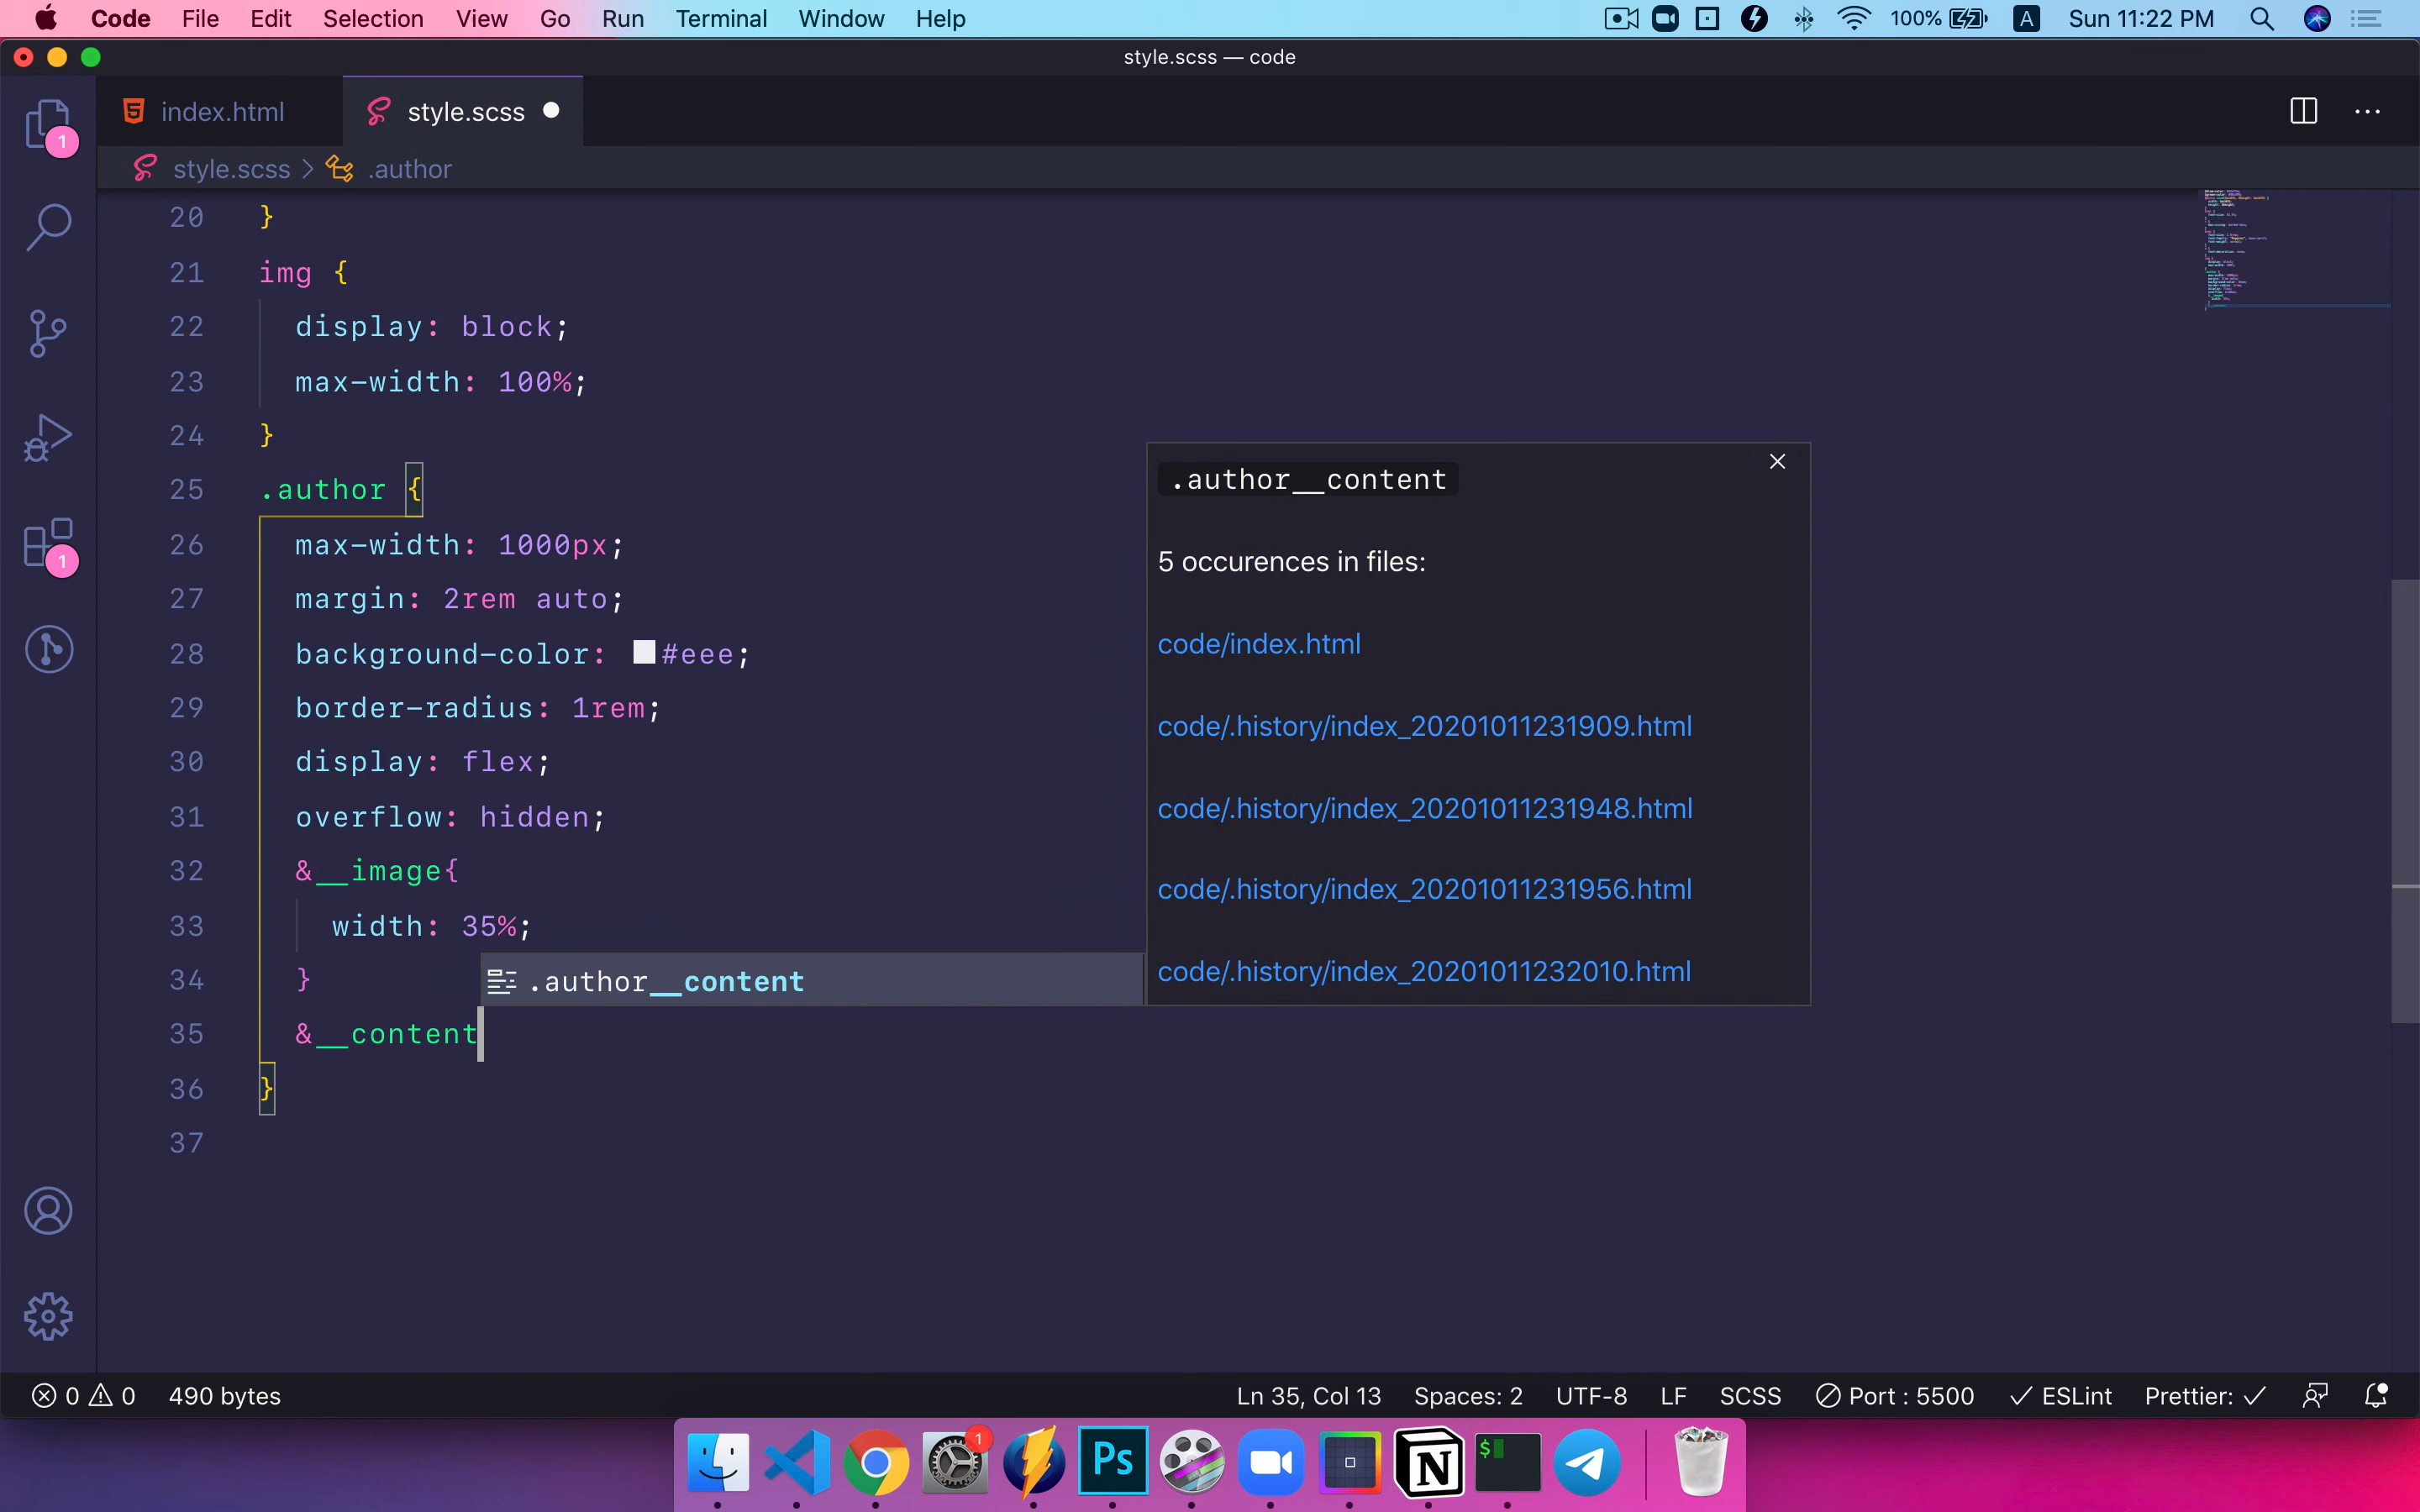 Code File Edit Selection View Go Run Terminal Window Help 100% A Sun 11:22 PM
style.scss — code
index.html style.scss
1
style.scss > .author
20 }
21 img {
22 display: block;
23 max-width: 100%;
24 }
25 .author {
26 max-width: 1000px;
27 margin: 2rem auto;
28 background-color: #eee;
29 border-radius: 1rem;
30 display: flex;
31 overflow: hidden;
32 &__image{
33 width: 35%;
34 }
35 &__content
36 }
37
1
.author__content
.author__content
5 occurences in files:
code/index.html
code/.history/index_20201011231909.html
code/.history/index_20201011231948.html
code/.history/index_20201011231956.html
code/.history/index_20201011232010.html
0 0 490 bytes Ln 35, Col 13 Spaces: 2 UTF-8 LF SCSS Port : 5500 ESLint Prettier:
1 Ps N $